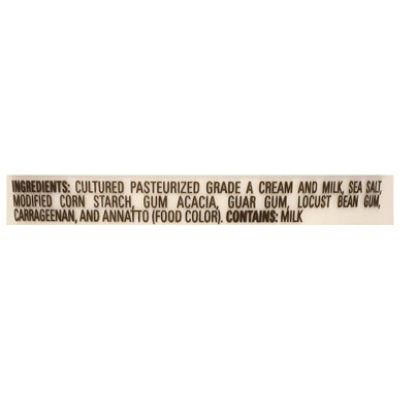 INGREDIENTS: CULTURED PASTEURIZED GRADE A CREAM AND MILK, SEA SALT,
MODIFIED CORN STARCH, GUM ACACIA, GUAR GUM, LOCUST BEAN GUM,
CARRAGEENAN, AND ANNATTO (FOOD COLOR). CONTAINS: MILK